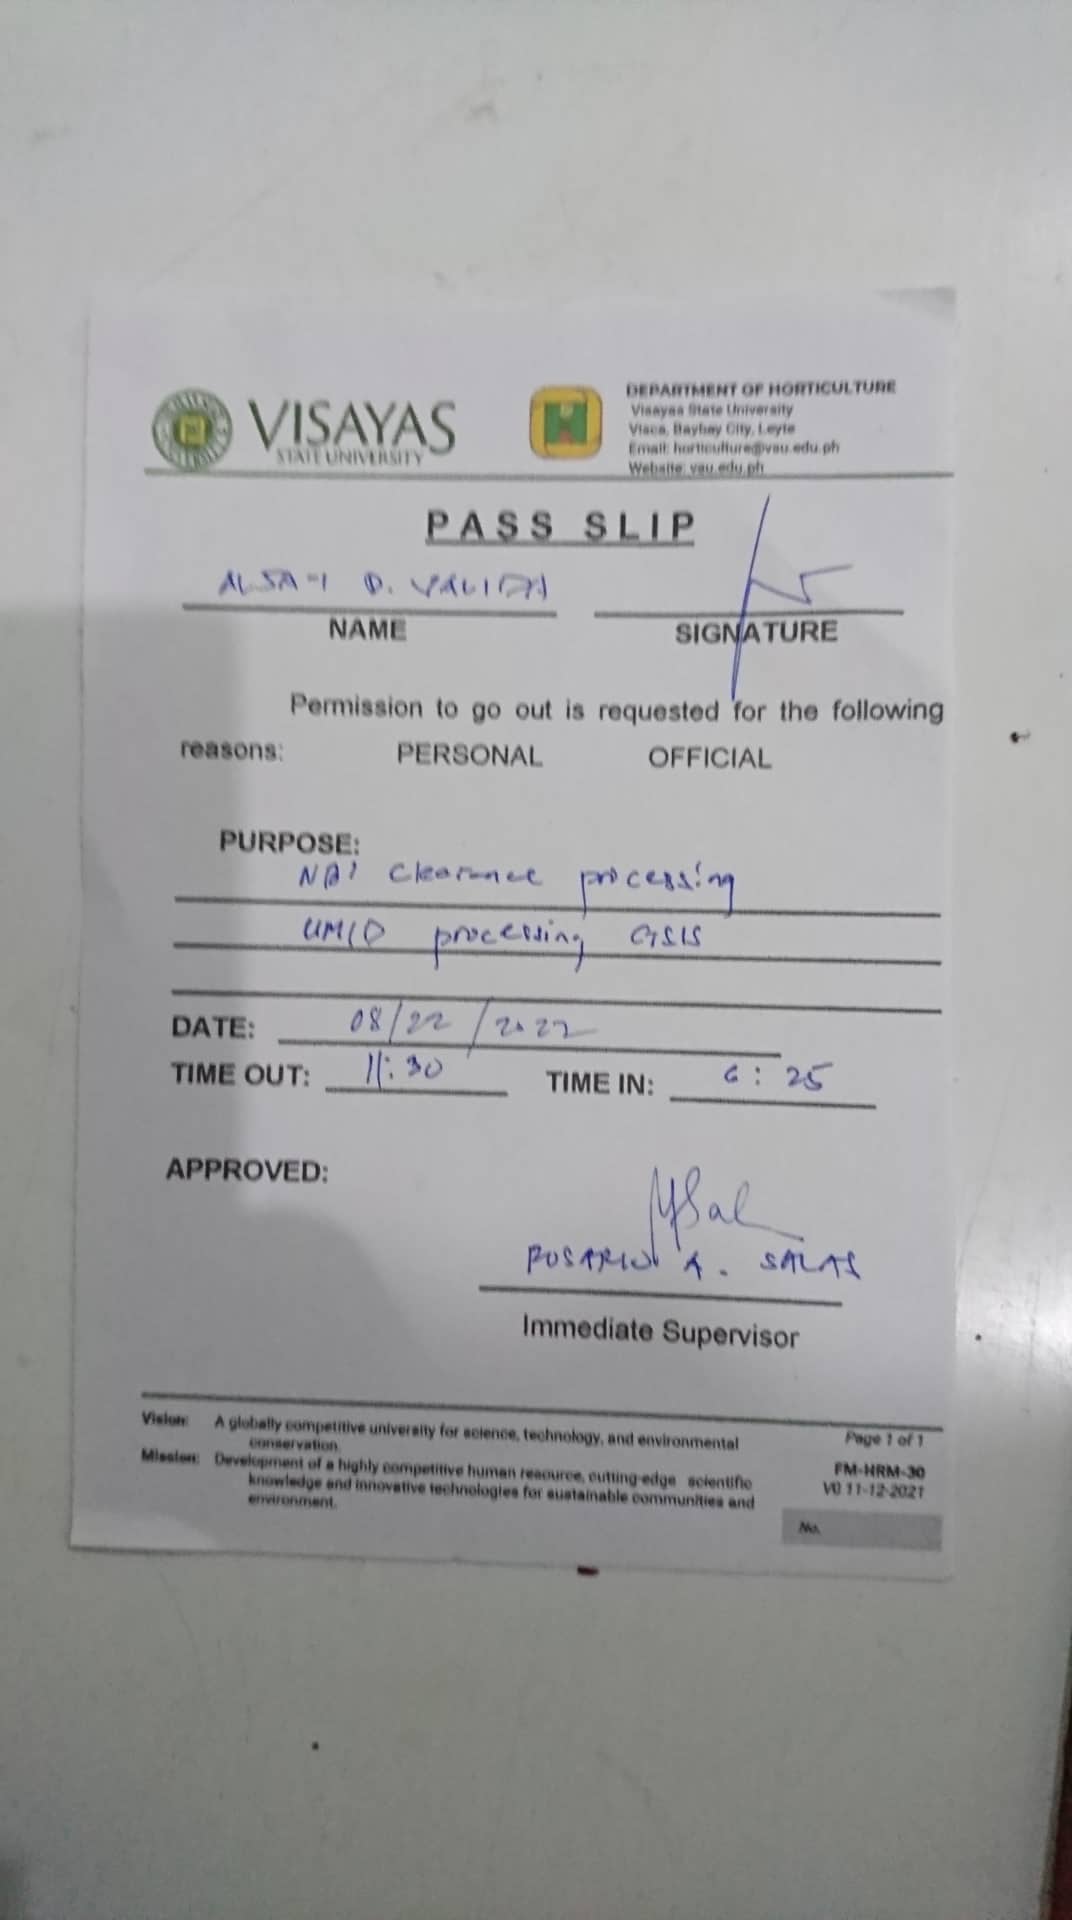 VISAYAS
STATE UNIVERSITY
DEPARTMENT OF HORTICULTURE
Visayas State University
Visca, Baybay City, Leyte
Email: horticulture@vsu.edu.ph
Website: vsu.edu.ph
PASS SLIP
ALSA-1 D.
NAME
SIGNATURE
Permission to go out is requested for the following
reasons: PERSONAL OFFICIAL
PURPOSE:
NBI Clearance processing
UMID processing GSIS
DATE: 08/22/2022
TIME OUT: 11:30 TIME IN: 6:25
APPROVED:
ROSARIO A. SALAS
Immediate Supervisor
Vision: A globally competitive university for science, technology, and environmental
conservation.
Mission: Development of a highly competitive human resource, cutting-edge scientific
knowledge and innovative technologies for sustainable communities and
environment.
Page 1 of 1
FM-HRM-30
V0 11-12-2021
No.